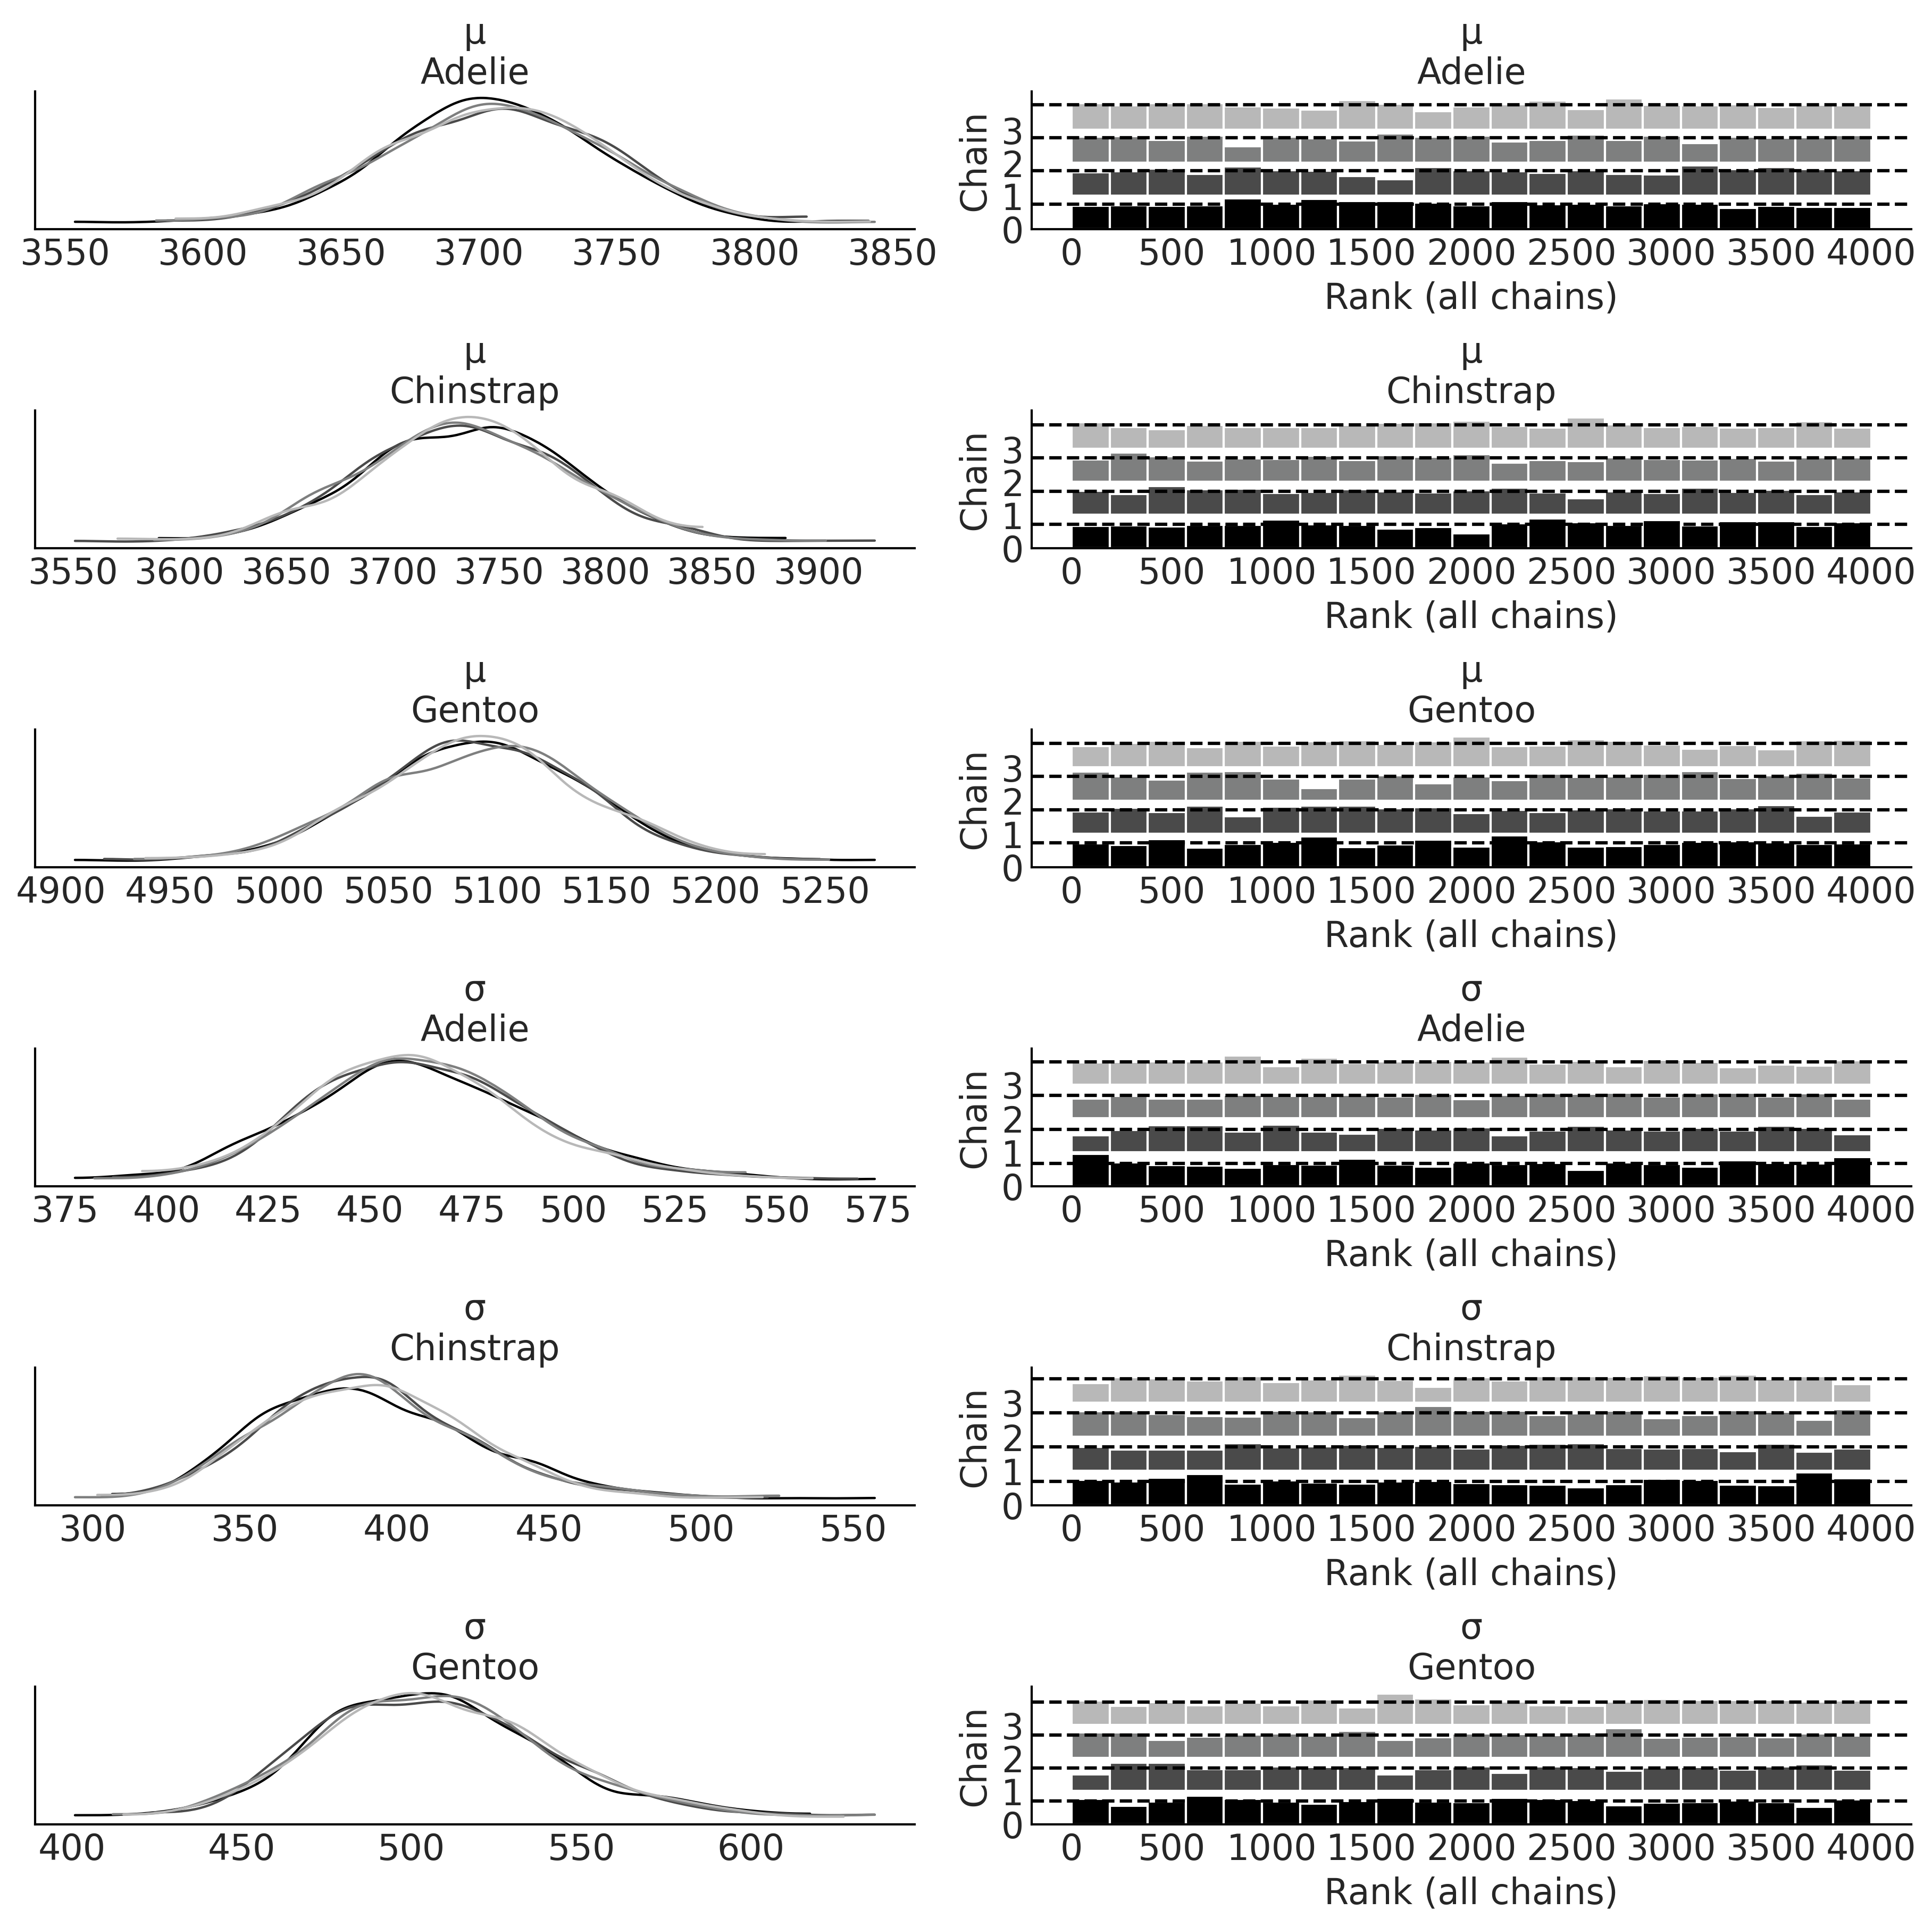 μ
Adelie
3550 3600 3650 3700 3750 3800 3850
μ
Adelie
Chain
3
2
1
0
0 500 1000 1500 2000 2500 3000 3500 4000
Rank (all chains)
μ
Chinstrap
3550 3600 3650 3700 3750 3800 3850 3900
μ
Chinstrap
Chain
3
2
1
0
0 500 1000 1500 2000 2500 3000 3500 4000
Rank (all chains)
μ
Gentoo
4900 4950 5000 5050 5100 5150 5200 5250
μ
Gentoo
Chain
3
2
1
0
0 500 1000 1500 2000 2500 3000 3500 4000
Rank (all chains)
σ
Adelie
375 400 425 450 475 500 525 550 575
σ
Adelie
Chain
3
2
1
0
0 500 1000 1500 2000 2500 3000 3500 4000
Rank (all chains)
σ
Chinstrap
300 350 400 450 500 550
σ
Chinstrap
Chain
3
2
1
0
0 500 1000 1500 2000 2500 3000 3500 4000
Rank (all chains)
σ
Gentoo
400 450 500 550 600
σ
Gentoo
Chain
3
2
1
0
0 500 1000 1500 2000 2500 3000 3500 4000
Rank (all chains)